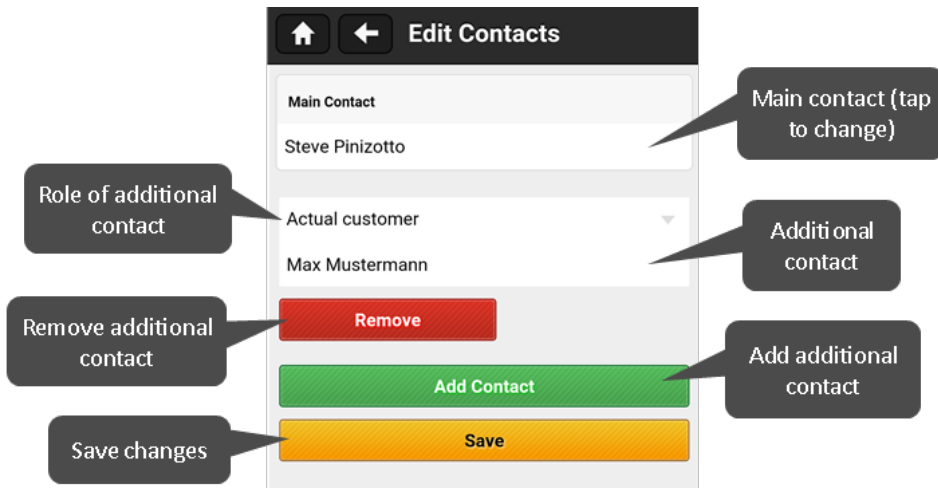 Edit Contacts
Main Contact
Steve Pinizotto
Main contact (tap
to change)
Role of additional
contact
Actual customer
Max Mustermann
Additional
contact
Remove additional
contact
Remove
Add Contact
Add additional
contact
Save changes
Save